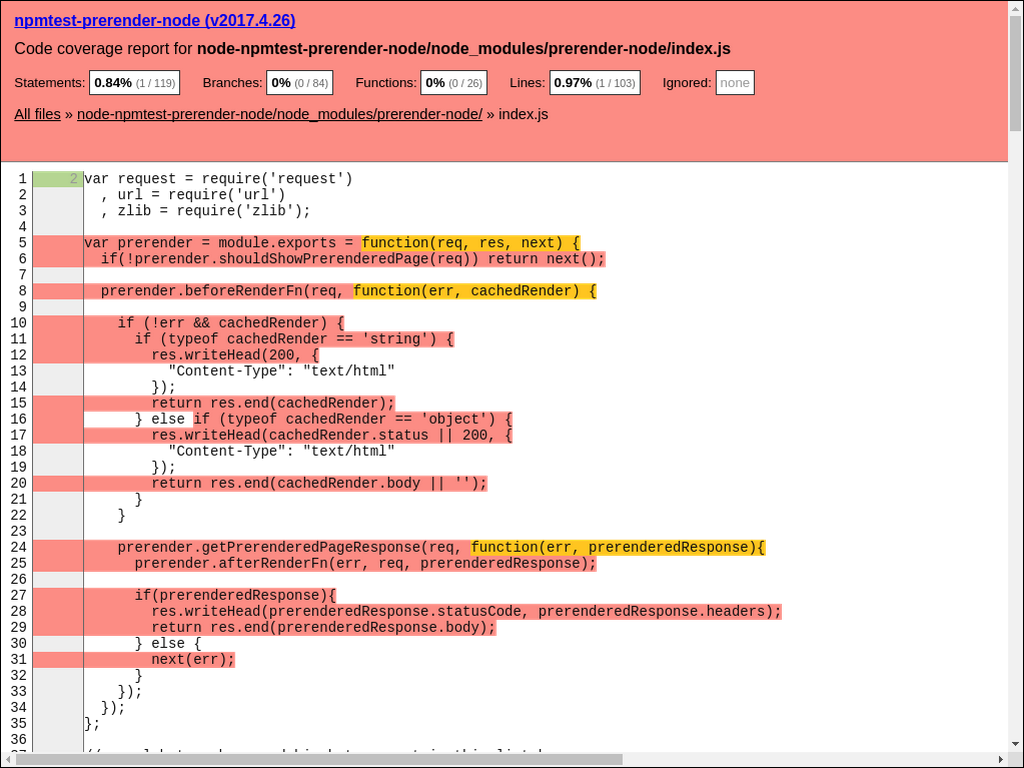 npmtest-prerender-node (v2017.4.26)
Code coverage report for node-npmtest-prerender-node/node_modules/prerender-node/index.js
Statements: 0.84% (1 / 119) Branches: 0% (0 / 84) Functions: 0% (0 / 26) Lines: 0.97% (1 / 103) Ignored: none
All files » node-npmtest-prerender-node/node_modules/prerender-node/ » index.js
1 2 var request = require('request')
2   , url = require('url')
3   , zlib = require('zlib');
4
5 var prerender = module.exports = function(req, res, next) {
6   if(!prerender.shouldShowPrerenderedPage(req)) return next();
7
8   prerender.beforeRenderFn(req, function(err, cachedRender) {
9
10     if (!err && cachedRender) {
11       if (typeof cachedRender == 'string') {
12         res.writeHead(200, {
13           "Content-Type": "text/html"
14         });
15         return res.end(cachedRender);
16       } else if (typeof cachedRender == 'object') {
17         res.writeHead(cachedRender.status || 200, {
18           "Content-Type": "text/html"
19         });
20         return res.end(cachedRender.body || '');
21       }
22     }
23
24     prerender.getPrerenderedPageResponse(req, function(err, prerenderedResponse){
25       prerender.afterRenderFn(err, req, prerenderedResponse);
26
27       if(prerenderedResponse){
28         res.writeHead(prerenderedResponse.statusCode, prerenderedResponse.headers);
29         return res.end(prerenderedResponse.body);
30       } else {
31         next(err);
32       }
33     });
34   });
35 };
36